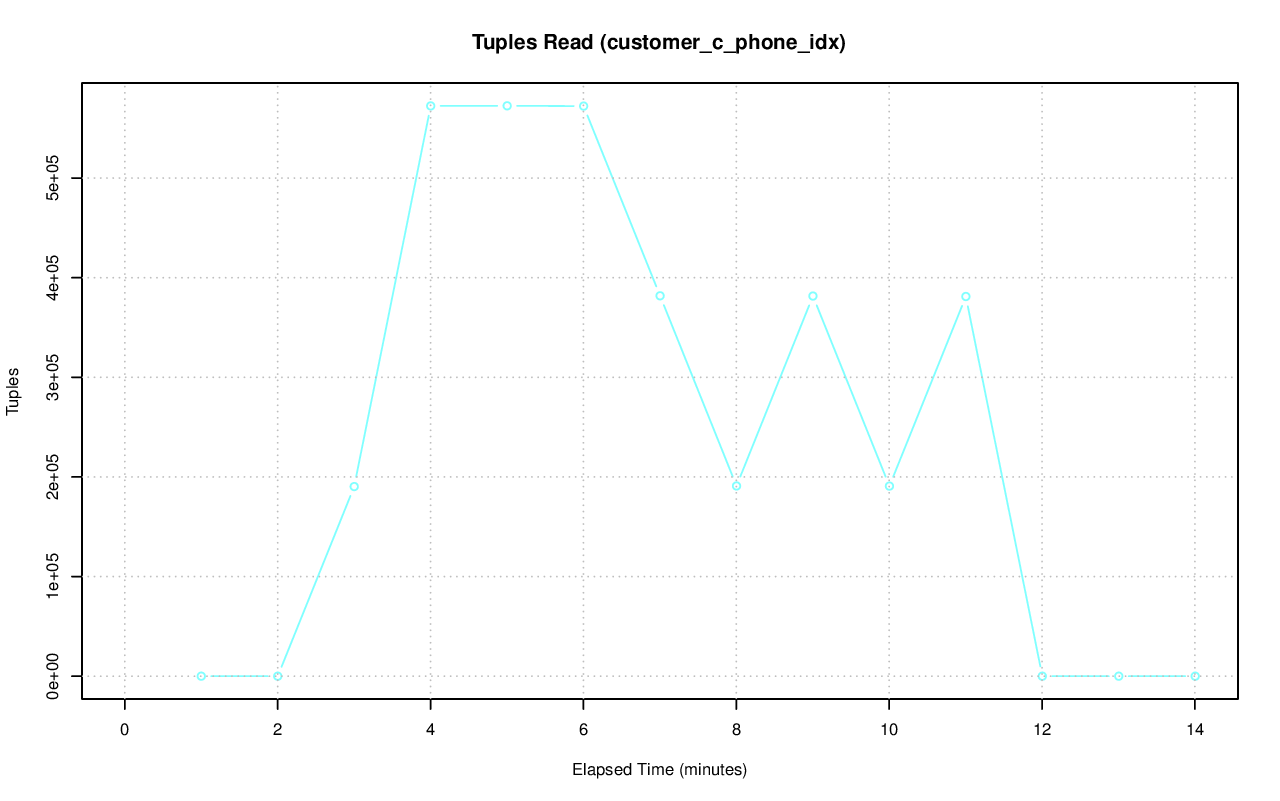 Tuples Read (customer_c_phone_idx)
Tuples
5e+05
4e+05
3e+05
2e+05
1e+05
0e+00
0 2 4 6 8 10 12 14
Elapsed Time (minutes)